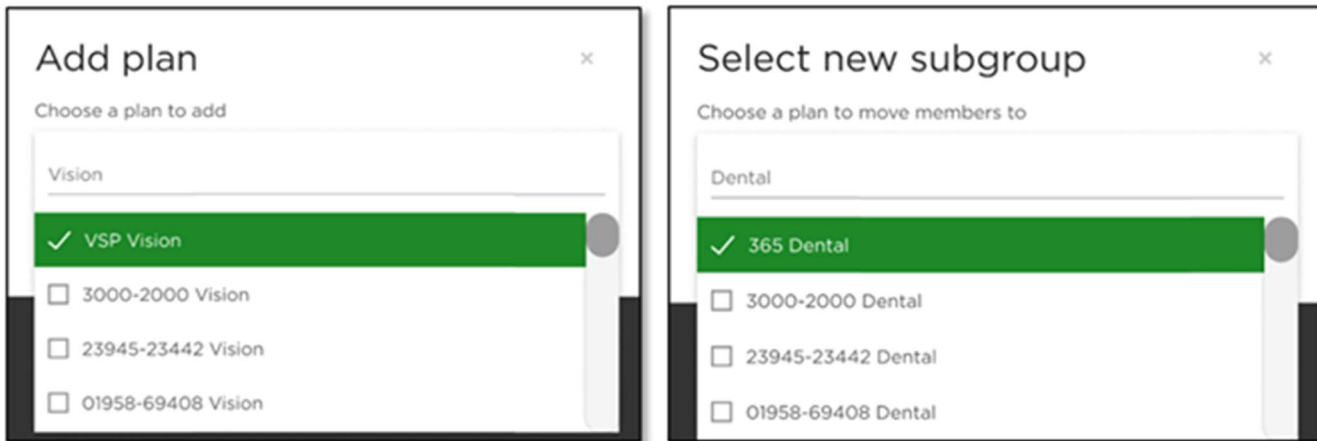 Add plan
×
Choose a plan to add
Vision
VSP Vision
3000-2000 Vision
23945-23442 Vision
01958-69408 Vision
Select new subgroup
×
Choose a plan to move members to
Dental
365 Dental
3000-2000 Dental
23945-23442 Dental
01958-69408 Dental